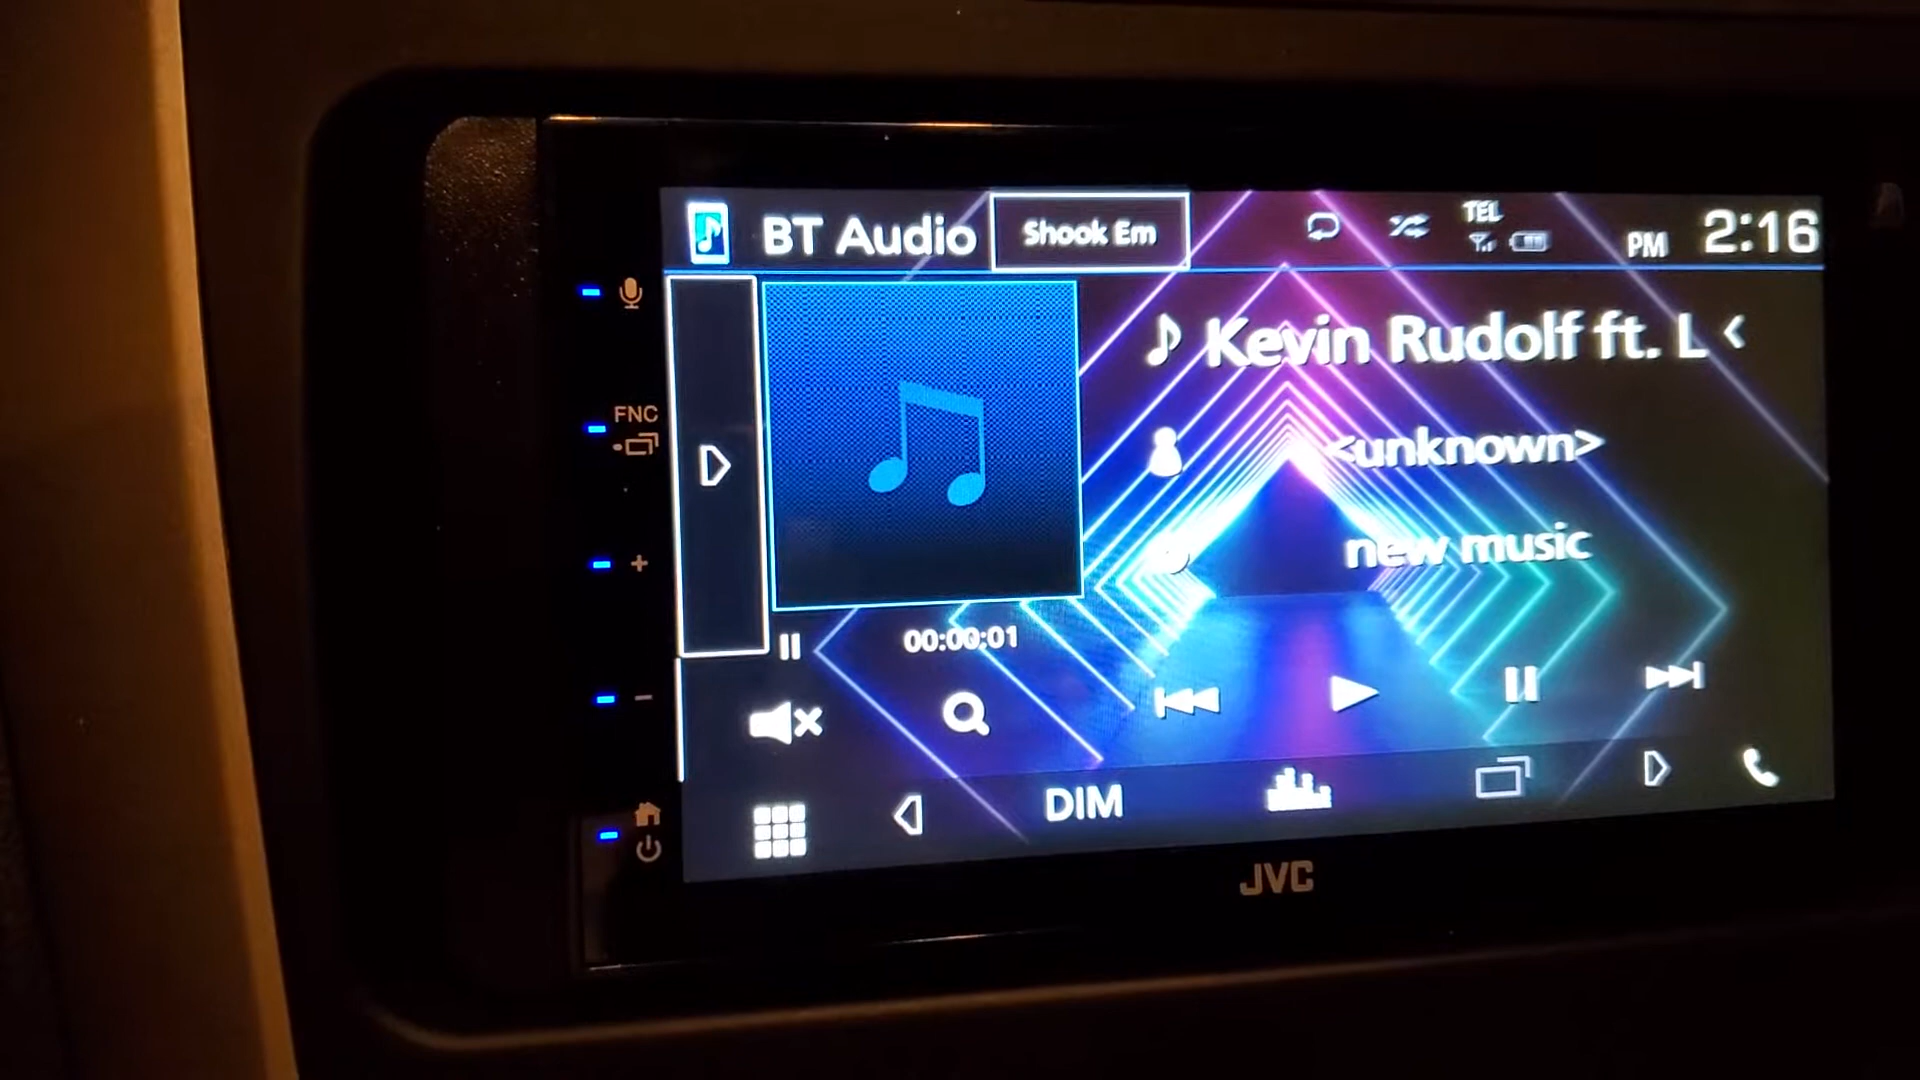 BT Audio
Shook Em
TEL
PM 2:16
Kevin Rudolf ft. L
<unknown>
new music
FNC
00:00:01
DIM
JVC